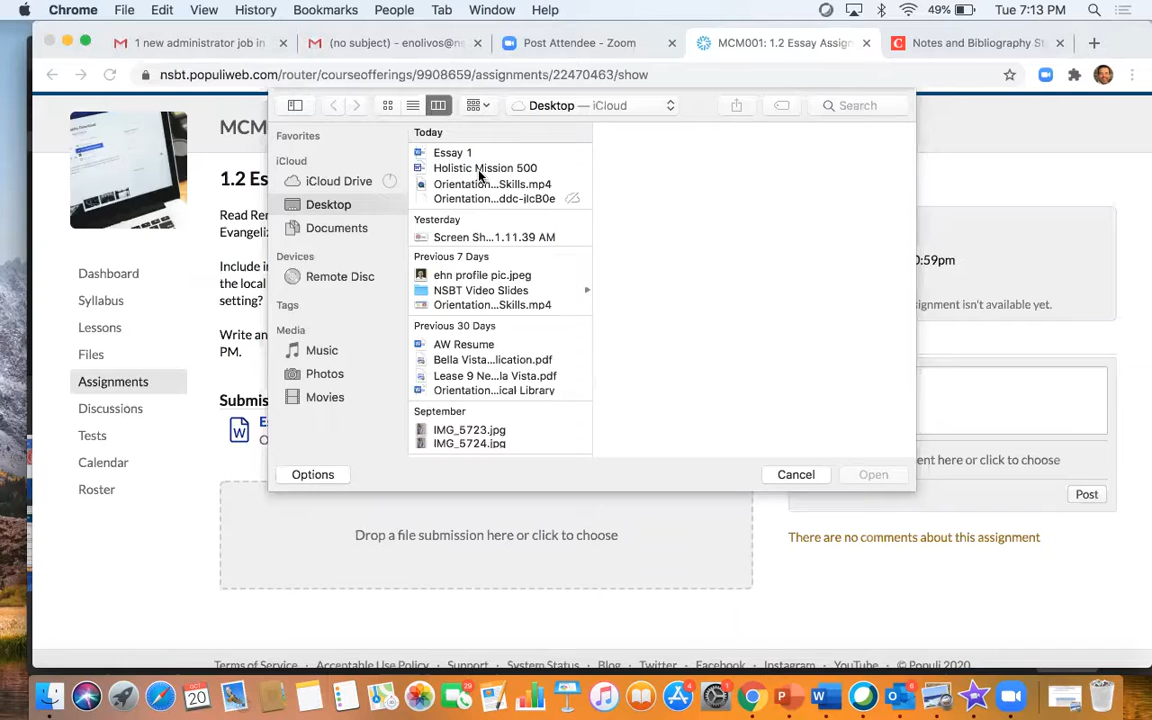 Chrome File Edit View History Bookmarks People Tab Window Help 49% Tue 7:13 PM
1 new administrator job in
(no subject) - enolivos@ns
Post Attendee - Zoom
MCM001: 1.2 Essay Assign
Notes and Bibliography St
nsbt.populiweb.com/router/courseofferings/9908659/assignments/22470463/show
Desktop — iCloud
Search
MCM
1.2 Es
Read Re
Evangeliz
Include in
the local
setting?
Write an
PM.
Submis
Dashboard
Syllabus
Lessons
Files
Assignments
Discussions
Tests
Calendar
Roster
Favorites
iCloud
iCloud Drive
Desktop
Documents
Devices
Remote Disc
Tags
Media
Music
Photos
Movies
Today
Essay 1
Holistic Mission 500
Orientation...Skills.mp4
Orientation...ddc-jIcB0e
Yesterday
Screen Sh...1.11.39 AM
Previous 7 Days
ehn profile pic.jpeg
NSBT Video Slides
Orientation...Skills.mp4
Previous 30 Days
AW Resume
Bella Vista...lication.pdf
Lease 9 Ne...la Vista.pdf
Orientation...ical Library
September
IMG_5723.jpg
IMG_5724.jpg
Options
Cancel
Open
0:59pm
signment isn't available yet.
ent here or click to choose
Post
There are no comments about this assignment
Drop a file submission here or click to choose
Terms of Service Acceptable Use Policy Support System Status Blog Twitter Facebook Instagram YouTube © Populi 2020
OCT
20